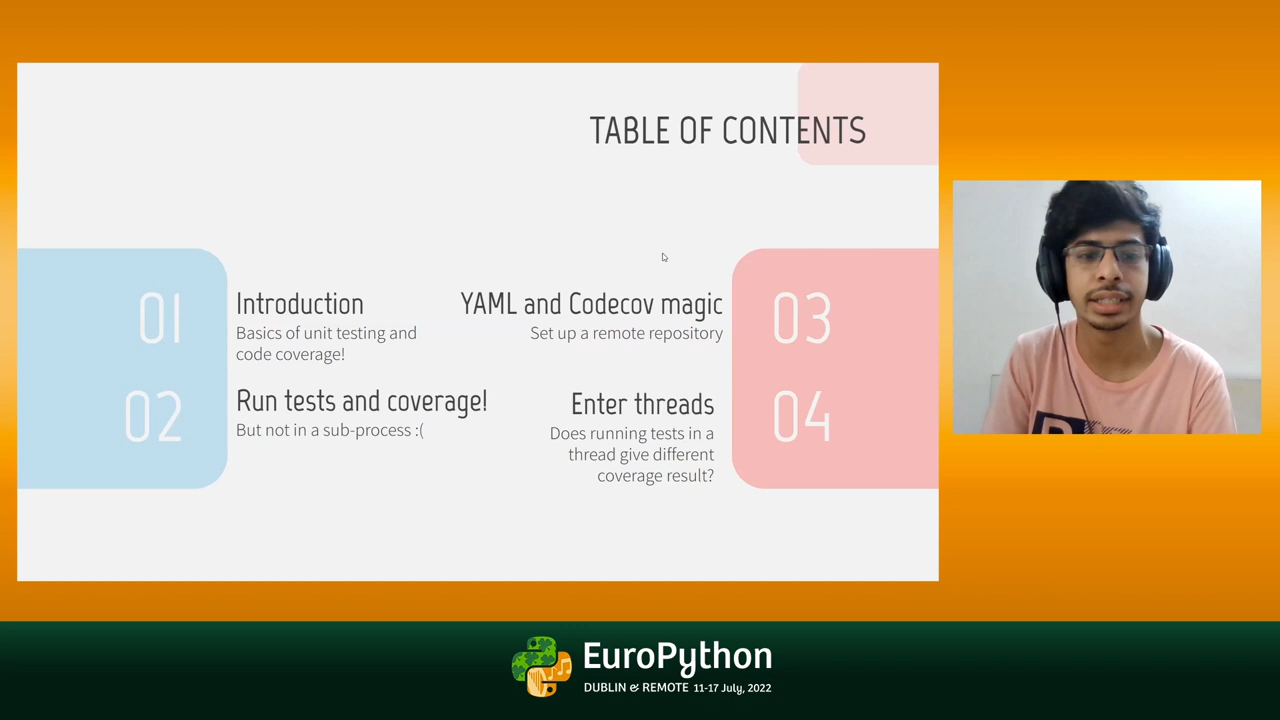 TABLE OF CONTENTS
01
Introduction
Basics of unit testing and
code coverage!
02
Run tests and coverage!
But not in a sub-process :(
YAML and Codecov magic
Set up a remote repository
03
Enter threads
Does running tests in a
thread give different
coverage result?
04
EuroPython
DUBLIN & REMOTE 11-17 July, 2022